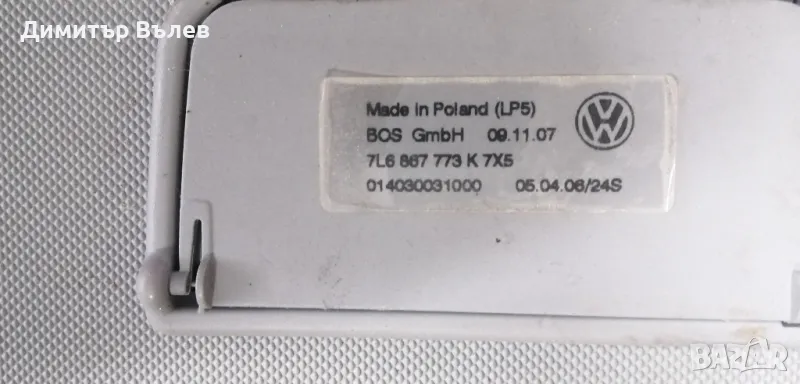 Димитър Вълев
Made in Poland (LP5)
BOS GmbH 09.11.07
7L6 867 773 K 7X5
014030031000 05.04.06/24S
BAZAR